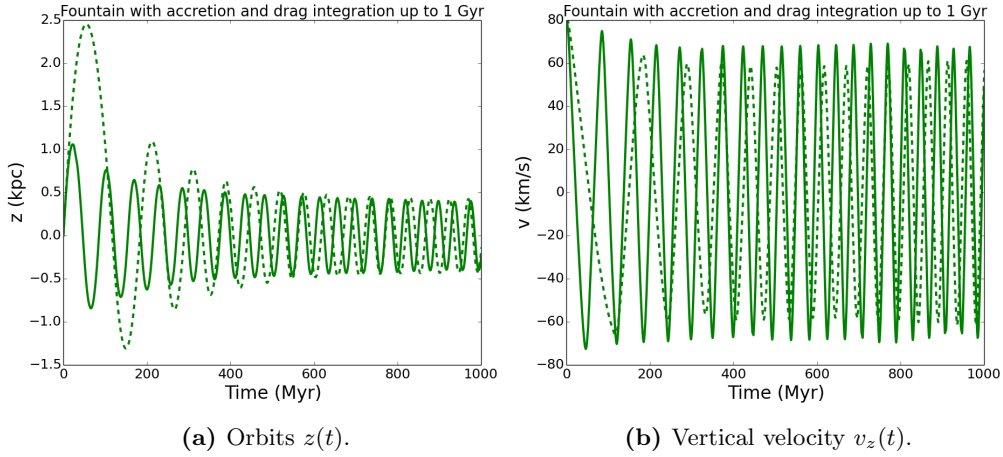 Fountain with accretion and drag integration up to 1 Gyr
2.5
2.0
1.5
1.0
0.5
0.0
−0.5
−1.0
−1.5
z (kpc)
0 200 400 600 800 1000
Time (Myr)
(a) Orbits z(t).
Fountain with accretion and drag integration up to 1 Gyr
80
60
40
20
0
−20
−40
−60
−80
v (km/s)
0 200 400 600 800 1000
Time (Myr)
(b) Vertical velocity v_z(t).